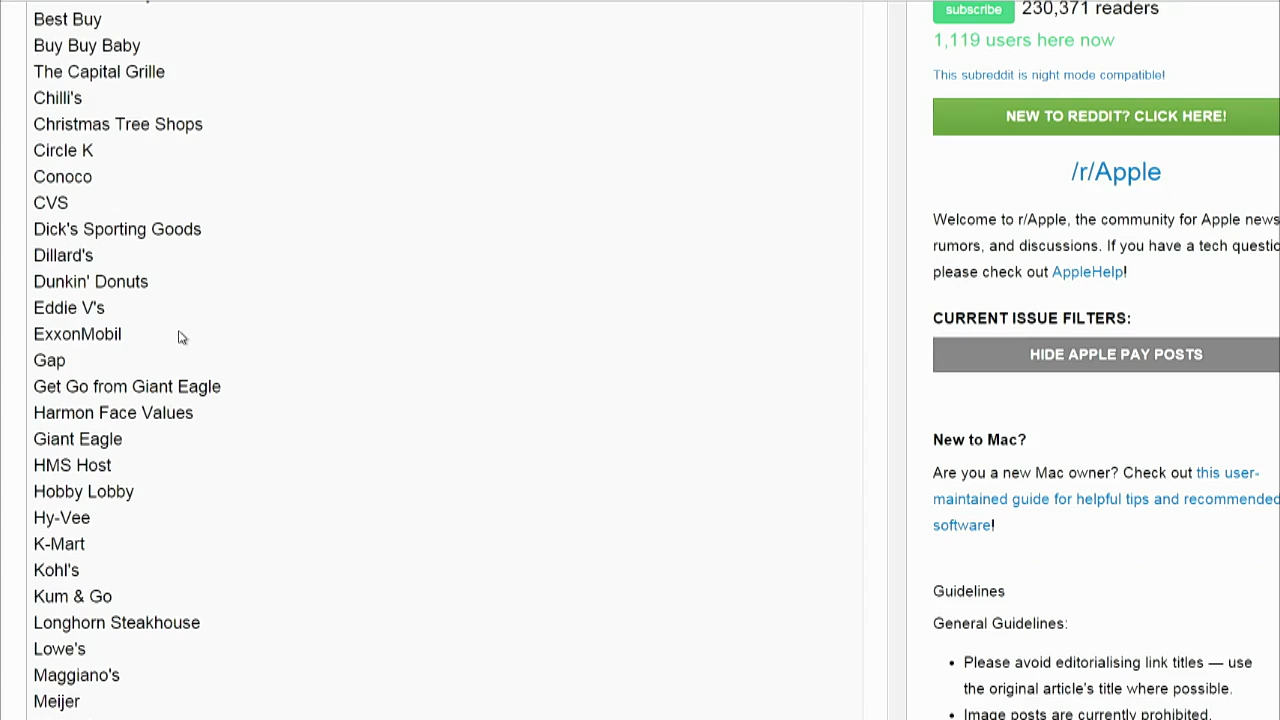 Best Buy
Buy Buy Baby
The Capital Grille
Chilli's
Christmas Tree Shops
Circle K
Conoco
CVS
Dick's Sporting Goods
Dillard's
Dunkin' Donuts
Eddie V's
ExxonMobil
Gap
Get Go from Giant Eagle
Harmon Face Values
Giant Eagle
HMS Host
Hobby Lobby
Hy-Vee
K-Mart
Kohl's
Kum & Go
Longhorn Steakhouse
Lowe's
Maggiano's
Meijer
subscribe 230,371 readers
1,119 users here now
This subreddit is night mode compatible!
NEW TO REDDIT? CLICK HERE!
/r/Apple
Welcome to r/Apple, the community for Apple news
rumors, and discussions. If you have a tech questic
please check out AppleHelp!
CURRENT ISSUE FILTERS:
HIDE APPLE PAY POSTS
New to Mac?
Are you a new Mac owner? Check out this user-
maintained guide for helpful tips and recommended
software!
Guidelines
General Guidelines:
• Please avoid editorialising link titles — use
the original article's title where possible.
• Image posts are currently prohibited.